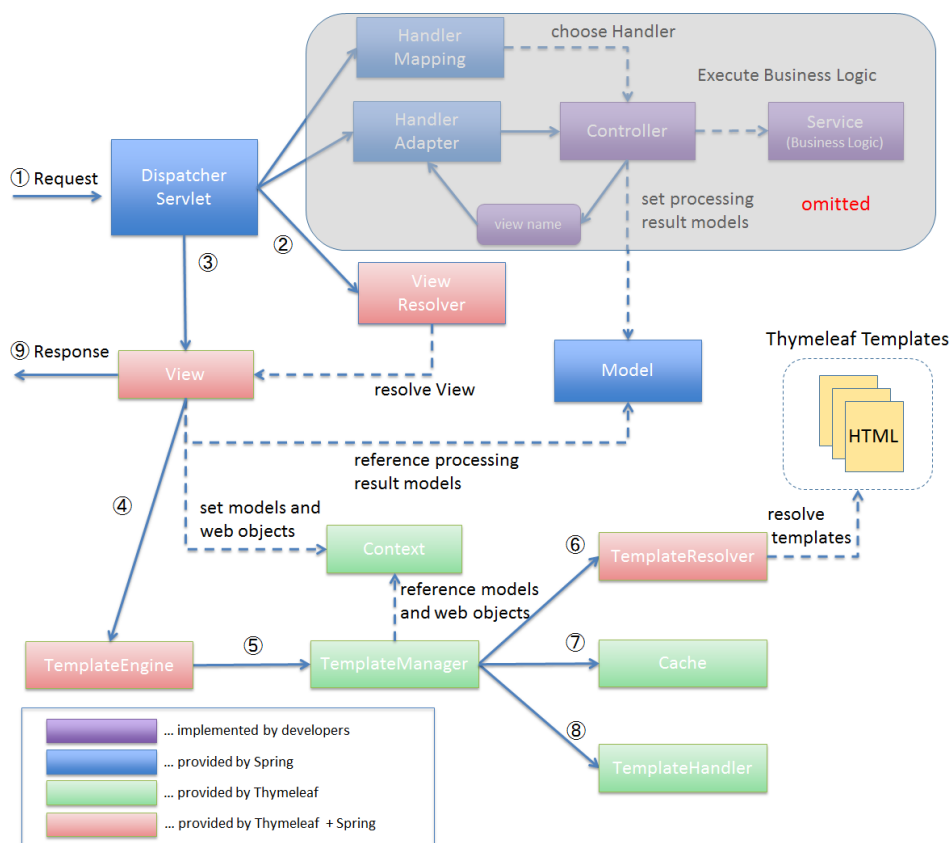 Handler
Mapping
choose Handler
Execute Business Logic
Handler
Adapter
Controller
Service
(Business Logic)
① Request
Dispatcher
Servlet
view name
set processing
result models
omitted
②
③
View
Resolver
Thymeleaf Templates
⑨ Response
View
resolve View
Model
HTML
reference processing
result models
④
set models and
web objects
Context
resolve
templates
⑥
TemplateResolver
reference models
and web objects
⑤
TemplateEngine
TemplateManager
⑦
Cache
⑧
TemplateHandler
... implemented by developers
... provided by Spring
... provided by Thymeleaf
... provided by Thymeleaf + Spring